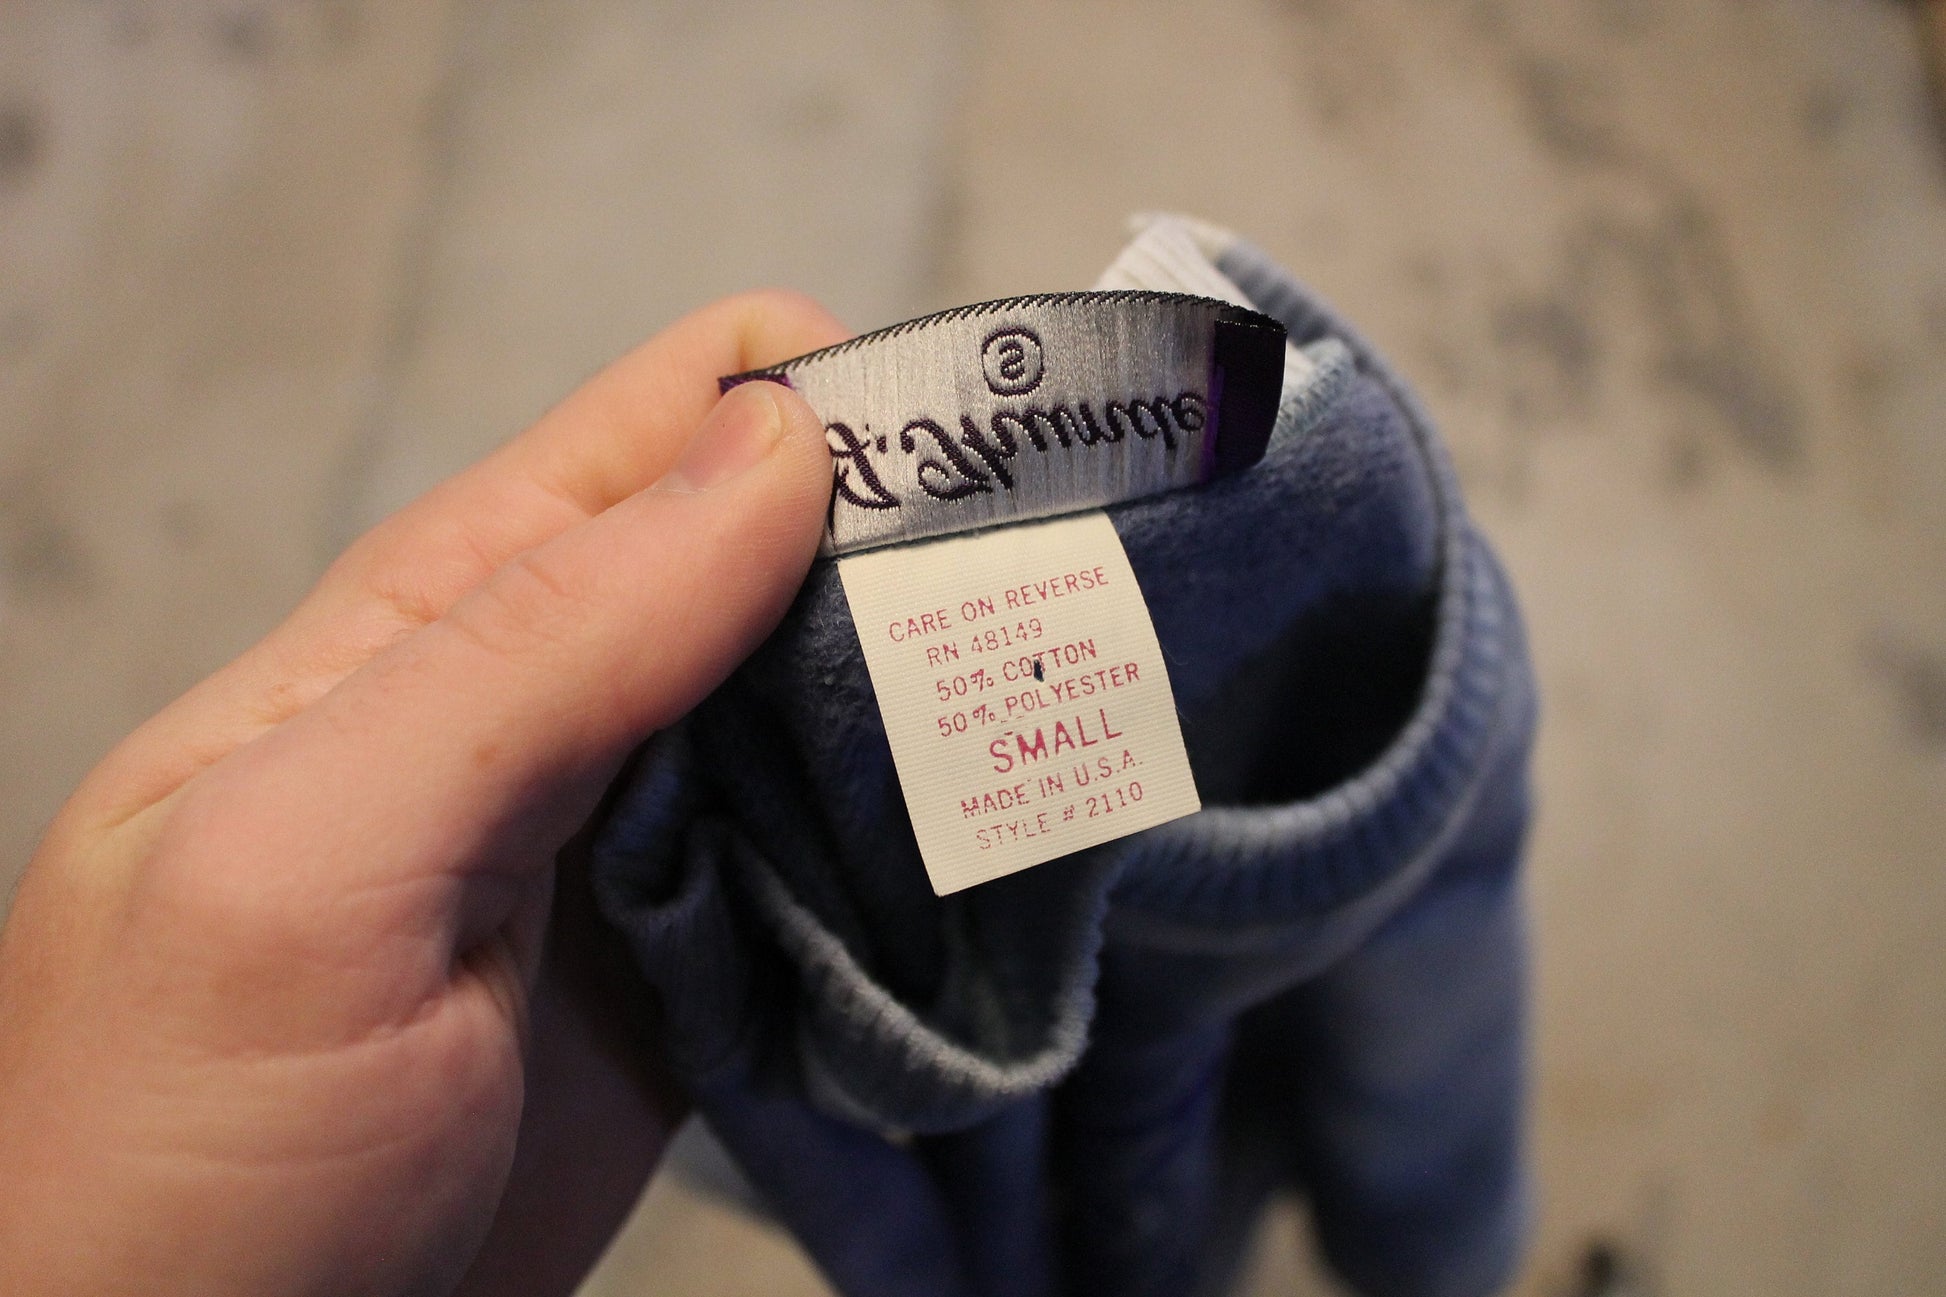 S
CARE ON REVERSE
RN 48149
50% COTTON
50% POLYESTER
SMALL
MADE IN U.S.A.
STYLE # 2110